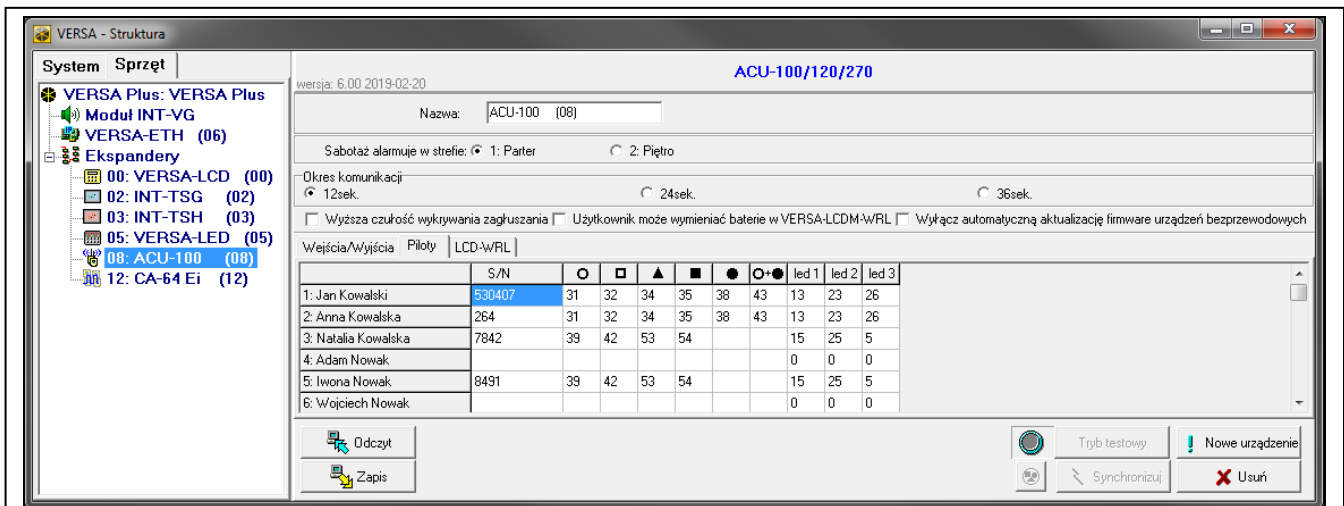 VERSA - Struktura
System Sprzęt
VERSA Plus: VERSA Plus
Moduł INT-VG
VERSA-ETH (06)
Ekspandery
00: VERSA-LCD (00)
02: INT-TSG (02)
03: INT-TSH (03)
05: VERSA-LED (05)
08: ACU-100 (08)
12: CA-64 Ei (12)
wersja: 6.00 2019-02-20
ACU-100/120/270
Nazwa: ACU-100 (08)
Sabotaż alarmuje w strefie: 1: Parter 2: Piętro
Okres komunikacji
12sek. 24sek. 36sek.
Wyższa czułość wykrywania zagłuszania Użytkownik może wymieniać baterie w VERSA-LCDM-WRL Wyłącz automatyczną aktualizację firmware urządzeń bezprzewodowych
Wejścia/Wyjścia Piloty LCD-WRL
S/N led 1 led 2 led 3
1: Jan Kowalski 530407 31 32 34 35 38 43 13 23 26
2: Anna Kowalska 264 31 32 34 35 38 43 13 23 26
3: Natalia Kowalska 7842 39 42 53 54 15 25 5
4: Adam Nowak 0 0 0
5: Iwona Nowak 8491 39 42 53 54 15 25 5
6: Wojciech Nowak 0 0 0
Odczyt Tryb testowy Nowe urządzenie
Zapis Synchronizuj Usuń